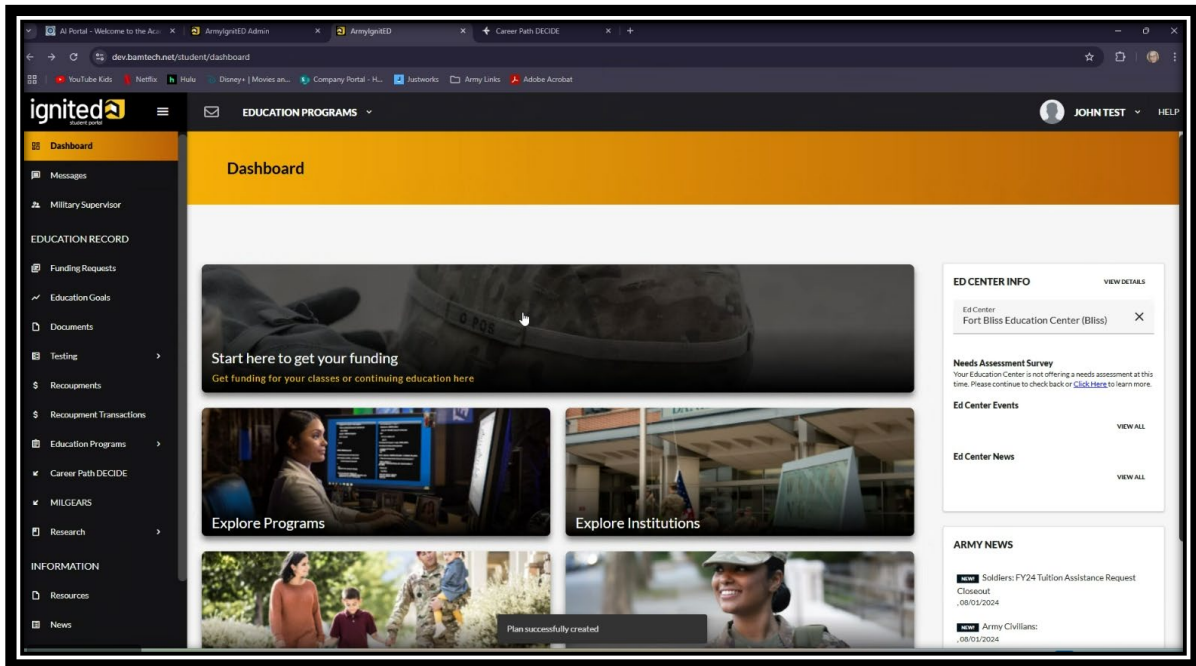 AI Portal - Welcome to the Aca
ArmyIgnitED Admin
ArmyIgnitED
Career Path DECIDE
dev.bamtech.net/student/dashboard
YouTube Kids
Netflix
Hulu
Disney+ | Movies an...
Company Portal - H...
Justworks
Army Links
Adobe Acrobat
ignited
student portal
EDUCATION PROGRAMS
JOHN TEST
HELP
Dashboard
Messages
Military Supervisor
EDUCATION RECORD
Funding Requests
Education Goals
Documents
Testing
$ Recoupments
$ Recoupment Transactions
Education Programs
Career Path DECIDE
MILGEARS
Research
INFORMATION
Resources
News
Dashboard
Start here to get your funding
Get funding for your classes or continuing education here
Explore Programs
Explore Institutions
Plan successfully created
ED CENTER INFO
VIEW DETAILS
Ed Center
Fort Bliss Education Center (Bliss)
Needs Assessment Survey
Your Education Center is not offering a needs assessment at this
time. Please continue to check back or Click Here to learn more.
Ed Center Events
VIEW ALL
Ed Center News
VIEW ALL
ARMY NEWS
NEW! Soldiers: FY24 Tuition Assistance Request
Closeout
, 08/01/2024
NEW! Army Civilians:
, 08/01/2024